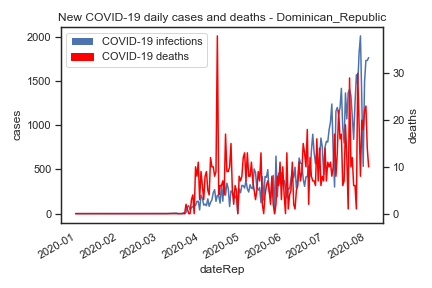 New COVID-19 daily cases and deaths - Dominican_Republic
COVID-19 infections
COVID-19 deaths
2000
1500
1000
500
0
cases
30
20
10
0
deaths
2020-01
2020-02
2020-03
2020-04
2020-05
2020-06
2020-07
2020-08
dateRep